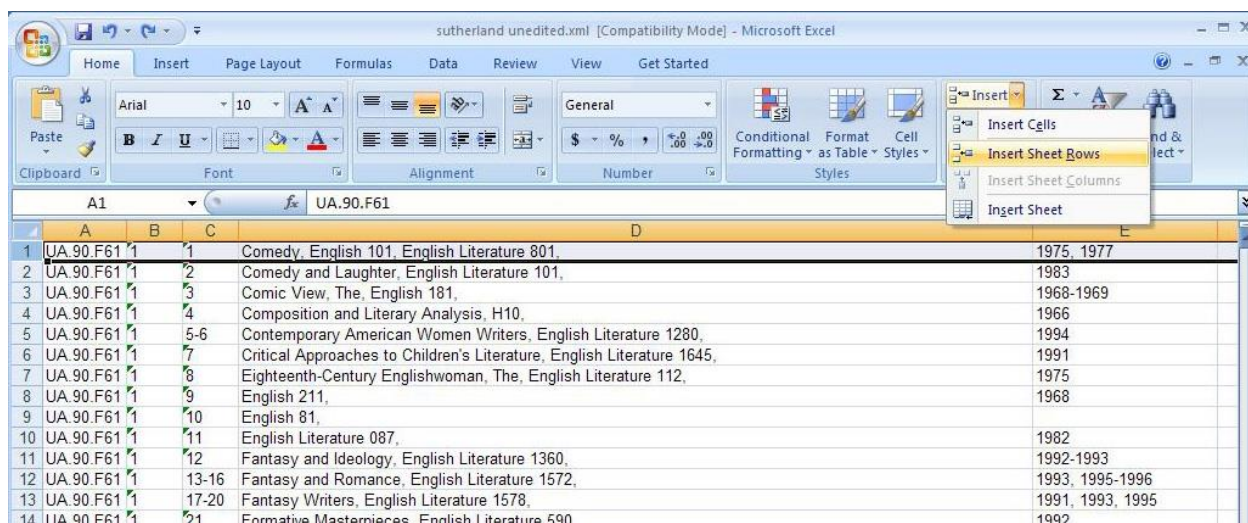 sutherland unedited.xml [Compatibility Mode] - Microsoft Excel
Home Insert Page Layout Formulas Data Review View Get Started
Paste
Arial 10 A A
B I U A
General
$ % , .00 .0 .00
Conditional Formatting
Format as Table
Cell Styles
Insert
Σ
Clipboard Font Alignment Number Styles
Insert Cells
Insert Sheet Rows
Insert Sheet Columns
Insert Sheet
nd &
lect
A1 fx UA.90.F61
A B C D E
1 UA.90.F61 1 1 Comedy, English 101, English Literature 801, 1975, 1977
2 UA.90.F61 1 2 Comedy and Laughter, English Literature 101, 1983
3 UA.90.F61 1 3 Comic View, The, English 181, 1968-1969
4 UA.90.F61 1 4 Composition and Literary Analysis, H10, 1966
5 UA.90.F61 1 5-6 Contemporary American Women Writers, English Literature 1280, 1994
6 UA.90.F61 1 7 Critical Approaches to Children's Literature, English Literature 1645, 1991
7 UA.90.F61 1 8 Eighteenth-Century Englishwoman, The, English Literature 112, 1975
8 UA.90.F61 1 9 English 211, 1968
9 UA.90.F61 1 10 English 81,
10 UA.90.F61 1 11 English Literature 087, 1982
11 UA.90.F61 1 12 Fantasy and Ideology, English Literature 1360, 1992-1993
12 UA.90.F61 1 13-16 Fantasy and Romance, English Literature 1572, 1993, 1995-1996
13 UA.90.F61 1 17-20 Fantasy Writers, English Literature 1578, 1991, 1993, 1995
14 UA.90.F61 1 21 Formative Masterpieces, English Literature 590, 1992